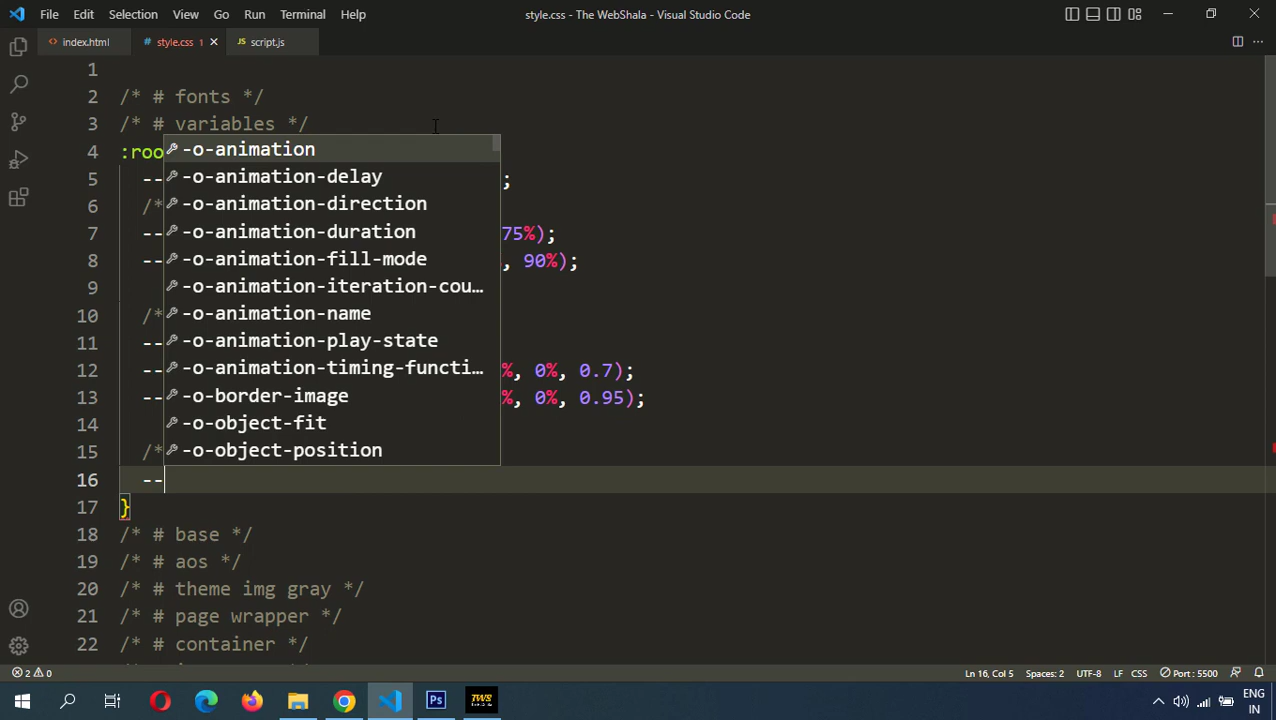 File Edit Selection View Go Run Terminal Help
style.css - The WebShala - Visual Studio Code
index.html
# style.css 1
JS script.js
1
2 /* # fonts */
3 /* # variables */
4 :roo
-o-animation
5 -- ;
-o-animation-delay
6 /*
-o-animation-direction
7 -- 75%);
-o-animation-duration
8 -- , 90%);
-o-animation-fill-mode
9
-o-animation-iteration-cou...
10 /*
-o-animation-name
11 --
-o-animation-play-state
12 -- %, 0%, 0.7);
-o-animation-timing-functi...
13 -- %, 0%, 0.95);
-o-border-image
14
-o-object-fit
15 /*
-o-object-position
16 --
17 }
18 /* # base */
19 /* # aos */
20 /* # theme img gray */
21 /* # page wrapper */
22 /* # container */
2 0
Ln 16, Col 5 Spaces: 2 UTF-8 LF CSS Port : 5500
Ps
TWS
ENG
IN